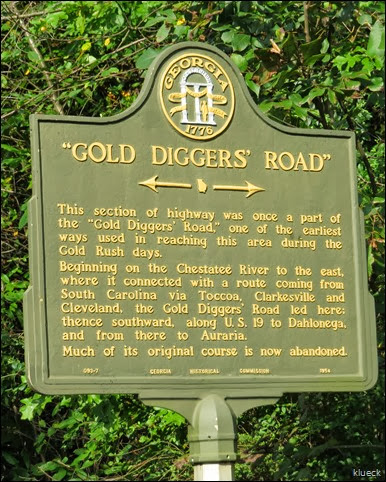 GEORGIA
1776
"GOLD DIGGERS' ROAD"
This section of highway was once a part of
the "Gold Diggers' Road," one of the earliest
ways used in reaching this area during the
Gold Rush days.
Beginning on the Chestatee River to the east,
where it connected with a route coming from
South Carolina via Toccoa, Clarkesville and
Cleveland, the Gold Diggers' Road led here;
thence southward, along U.S. 19 to Dahlonega,
and from there to Auraria.
Much of its original course is now abandoned.
093-7 GEORGIA HISTORICAL COMMISSION 1954
klueck